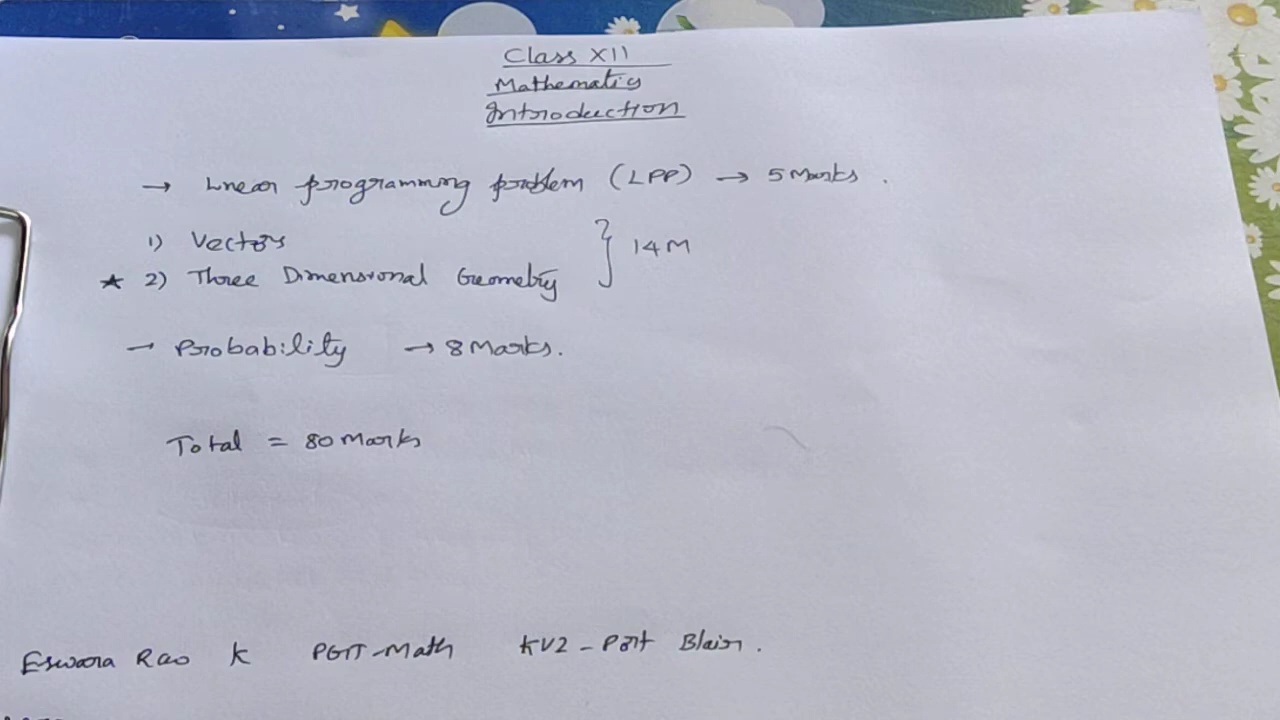 Class XII
Mathematics
Introduction
→ Linear programming problem (LPP) → 5 Marks.
1) Vectors
★ 2) Three Dimensional Geometry } 14M
→ Probability → 8 Marks.
Total = 80 Marks
Eswara Rao K PGT-Math KV2 - Port Blair.